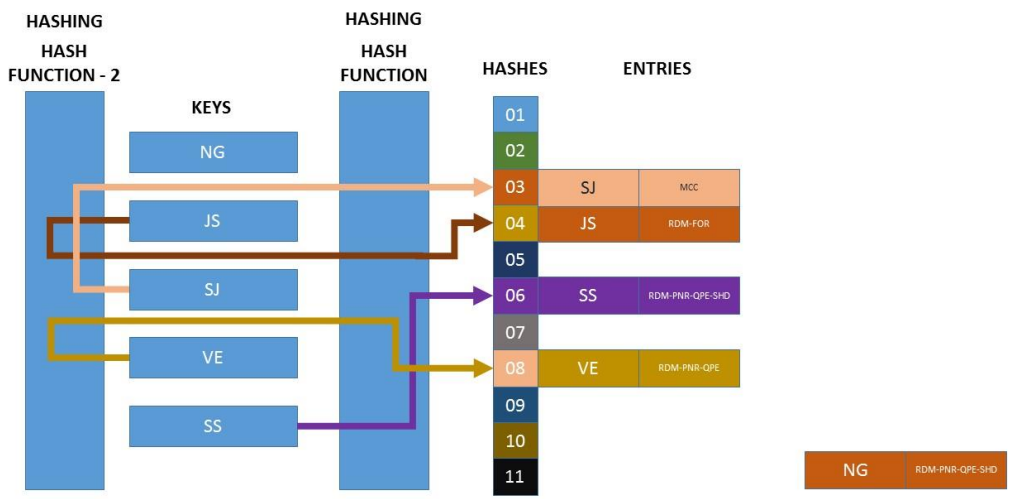 HASHING
HASH
FUNCTION - 2
KEYS
NG
JS
SJ
VE
SS
HASHING
HASH
FUNCTION
HASHES
ENTRIES
01
02
03 SJ MCC
04 JS RDM-FOR
05
06 SS RDM-PNR-QPE-SHD
07
08 VE RDM-PNR-QPE
09
10
11
NG RDM-PNR-QPE-SHD